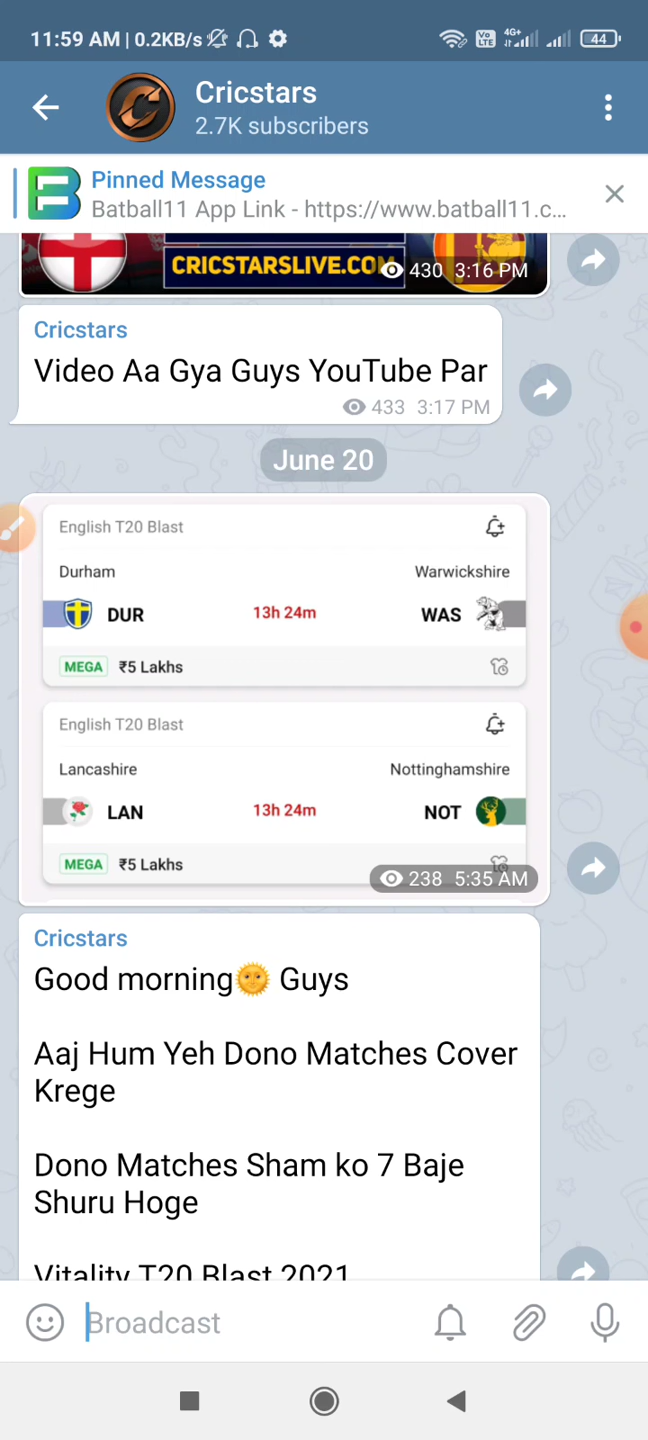 11:59 AM | 0.2KB/s
Vo LTE 4G+ 44
Cricstars
2.7K subscribers
Pinned Message
Batball11 App Link - https://www.batball11.c...
CRICSTARSLIVE.COM
430 3:16 PM
Cricstars
Video Aa Gya Guys YouTube Par
433 3:17 PM
June 20
English T20 Blast
Durham Warwickshire
DUR 13h 24m WAS
MEGA ₹5 Lakhs
English T20 Blast
Lancashire Nottinghamshire
LAN 13h 24m NOT
MEGA ₹5 Lakhs
238 5:35 AM
Cricstars
Good morning🌞 Guys
Aaj Hum Yeh Dono Matches Cover
Krege
Dono Matches Sham ko 7 Baje
Shuru Hoge
Vitality T20 Blast 2021
Broadcast